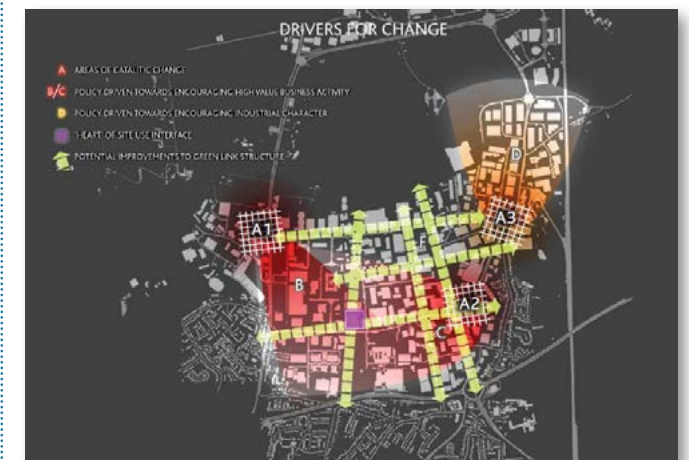 DRIVERS FOR CHANGE
A AREAS OF CATALITIC CHANGE
B/C POLICY DRIVEN TOWARDS ENCOURAGING HIGH VALUE BUSINESS ACTIVITY
D POLICY DRIVEN TOWARDS ENCOURAGING INDUSTRIAL CHARACTER
'HEART' OF SITE USE INTERFACE
POTENTIAL IMPROVEMENTS TO GREEN LINK STRUCTURE
D
A1
A3
E
B
A2
C